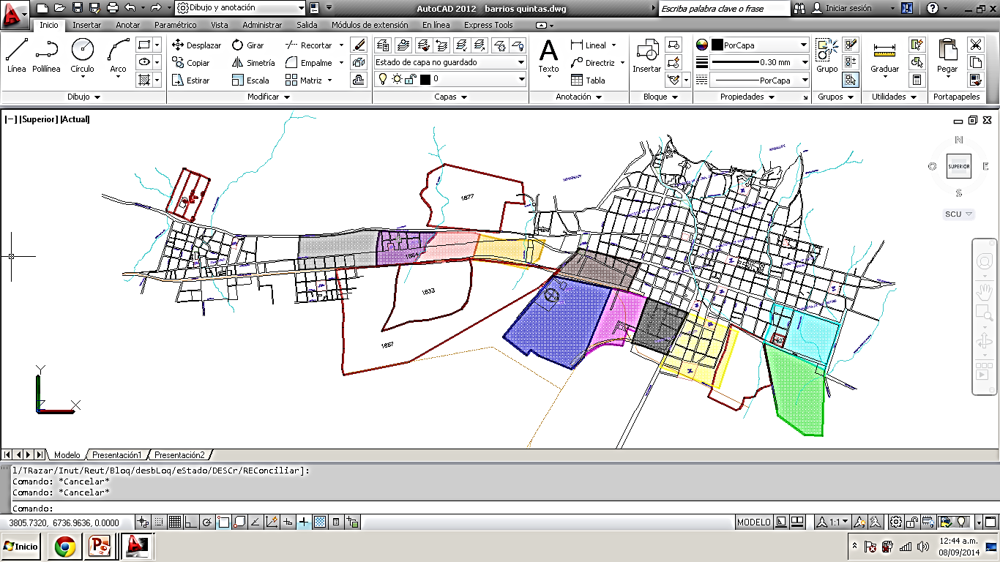 Dibujo y anotación
AutoCAD 2012 barrios quintas.dwg
Escriba palabra clave o frase
Iniciar sesión
Inicio Insertar Anotar Paramétrico Vista Administrar Salida Módulos de extensión En línea Express Tools
Línea Polilínea Círculo Arco
Desplazar Girar Recortar
Copiar Simetría Empalme
Estirar Escala Matriz
Estado de capa no guardado
0
Texto
Lineal
Directriz
Tabla
Insertar
PorCapa
0.30 mm
PorCapa
Grupo
Graduar
Pegar
Dibujo Modificar Capas Anotación Bloque Propiedades Grupos Utilidades Portapapeles
[−] [Superior] [Actual]
N
O SUPERIOR E
S
SCU
1877
1833
Y
X
Modelo Presentación1 Presentación2
l/TRazar/Inut/Reut/Bloq/desbLoq/eStado/DESCr/REConciliar]:
Comando: *Cancelar*
Comando: *Cancelar*
Comando:
3805.7320, 6736.9636, 0.0000
MODELO
1:1
Inicio
12:44 a.m.
08/09/2014